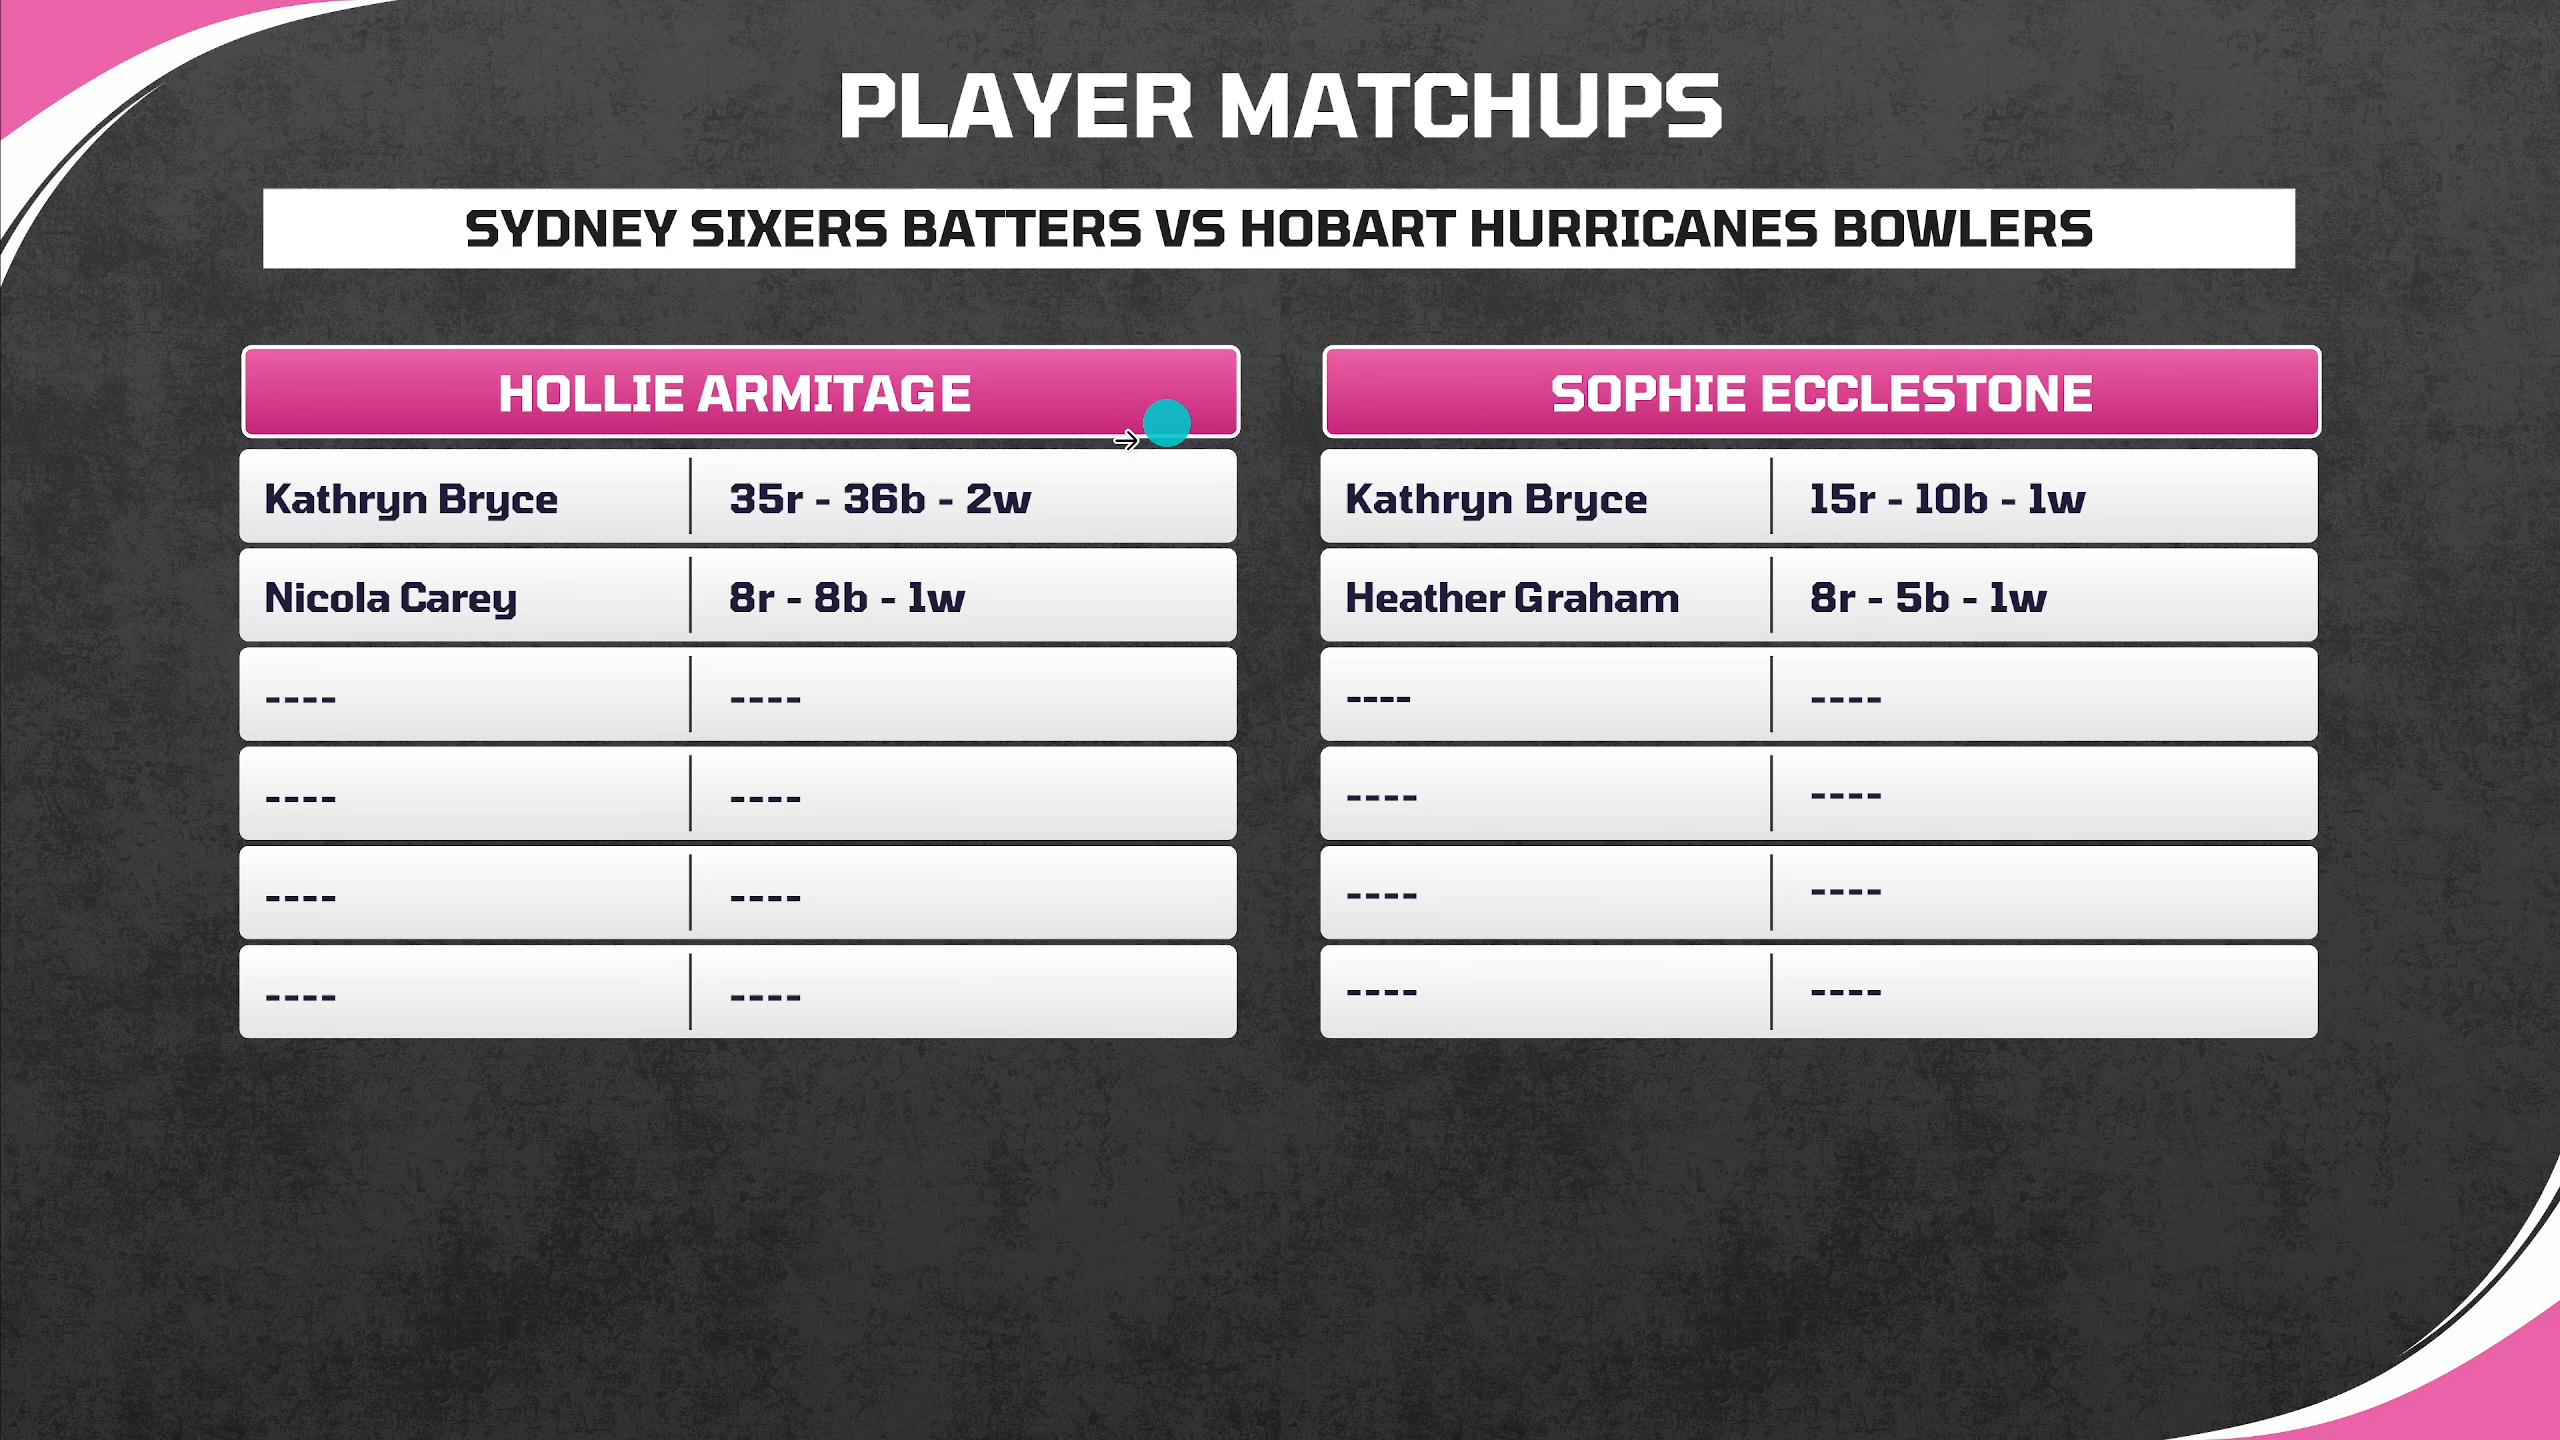 PLAYER MATCHUPS
SYDNEY SIXERS BATTERS VS HOBART HURRICANES BOWLERS
HOLLIE ARMITAGE
Kathryn Bryce 35r - 36b - 2w
Nicola Carey 8r - 8b - 1w
---- ----
---- ----
---- ----
---- ----
SOPHIE ECCLESTONE
Kathryn Bryce 15r - 10b - 1w
Heather Graham 8r - 5b - 1w
---- ----
---- ----
---- ----
---- ----